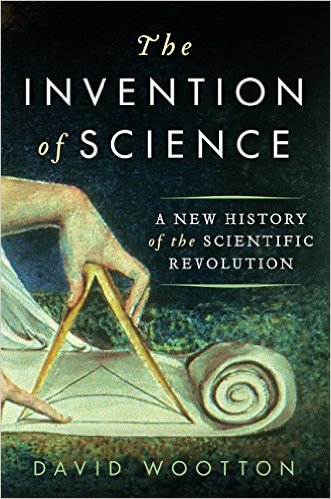 The
INVENTION
of SCIENCE
A NEW HISTORY
of the SCIENTIFIC
REVOLUTION
DAVID WOOTTON